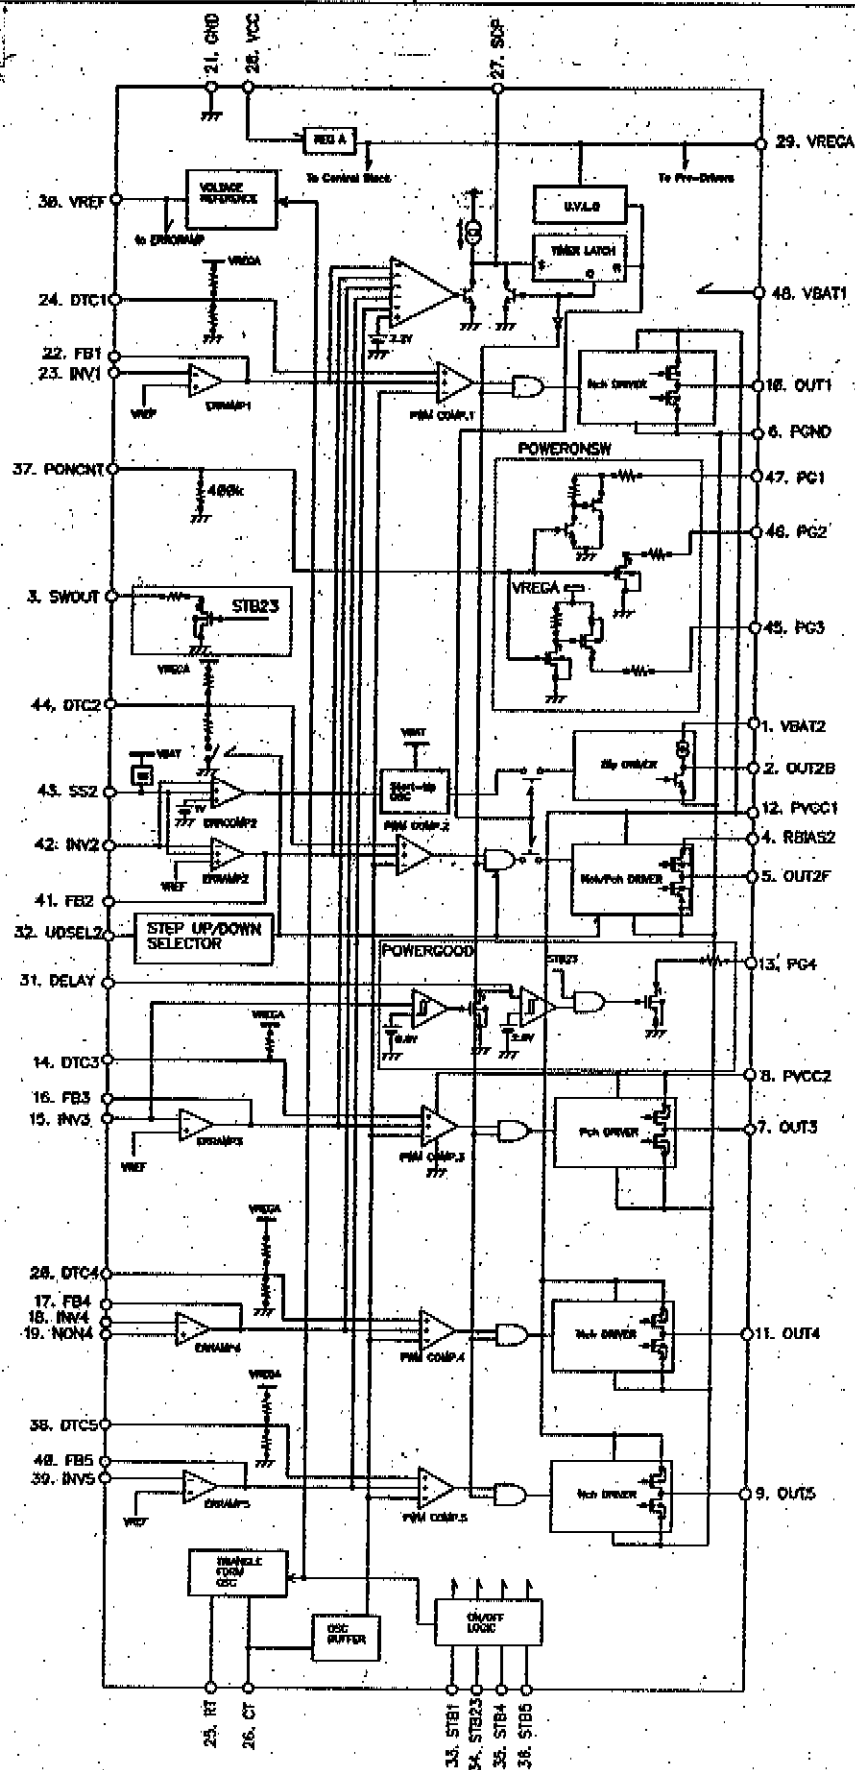 21. GND
28. VCC
27. SCP
REG A
29. VREGA
To Control Block
To Pre-Drivers
30. VREF
VOLTAGE
REFERENCE
to ERRORAMP
U.V.L.O
VREGA
TIMER LATCH
S
R
Q
48. VBAT1
24. DTC1
2.2V
22. FB1
23. INV1
VREF
ERRAMP1
PWM COMP.1
Nch DRIVER
10. OUT1
6. PGND
POWERONSW
37. PONCNT
400k
47. PG1
46. PG2
VREGA
3. SWOUT
STB23
45. PG3
VREGA
44. DTC2
1. VBAT2
VBAT
VBAT
Bip DRIVER
2. OUT2B
43. SS2
1V
ERRCOMP2
Start-Up
OSC
12. PVCC1
PWM COMP.2
4. RBIAS2
42. INV2
VREF
ERRAMP2
Nch/Pch DRIVER
5. OUT2F
41. FB2
32. UDSEL2
STEP UP/DOWN
SELECTOR
POWERGOOD
STB23
13. PG4
31. DELAY
VREGA
14. DTC3
8. PVCC2
16. FB3
15. INV3
VREF
ERRAMP3
PWM COMP.3
Pch DRIVER
7. OUT3
VREGA
20. DTC4
17. FB4
18. INV4
19. NON4
ERRAMP4
PWM COMP.4
Nch DRIVER
11. OUT4
VREGA
38. DTC5
40. FB5
39. INV5
VREF
ERRAMP5
PWM COMP.5
Nch DRIVER
9. OUT5
TRIANGLE
FORM
OSC
OSC
BUFFER
ON/OFF
LOGIC
25. RT
26. CT
33. STB1
34. STB23
35. STB4
36. STB5